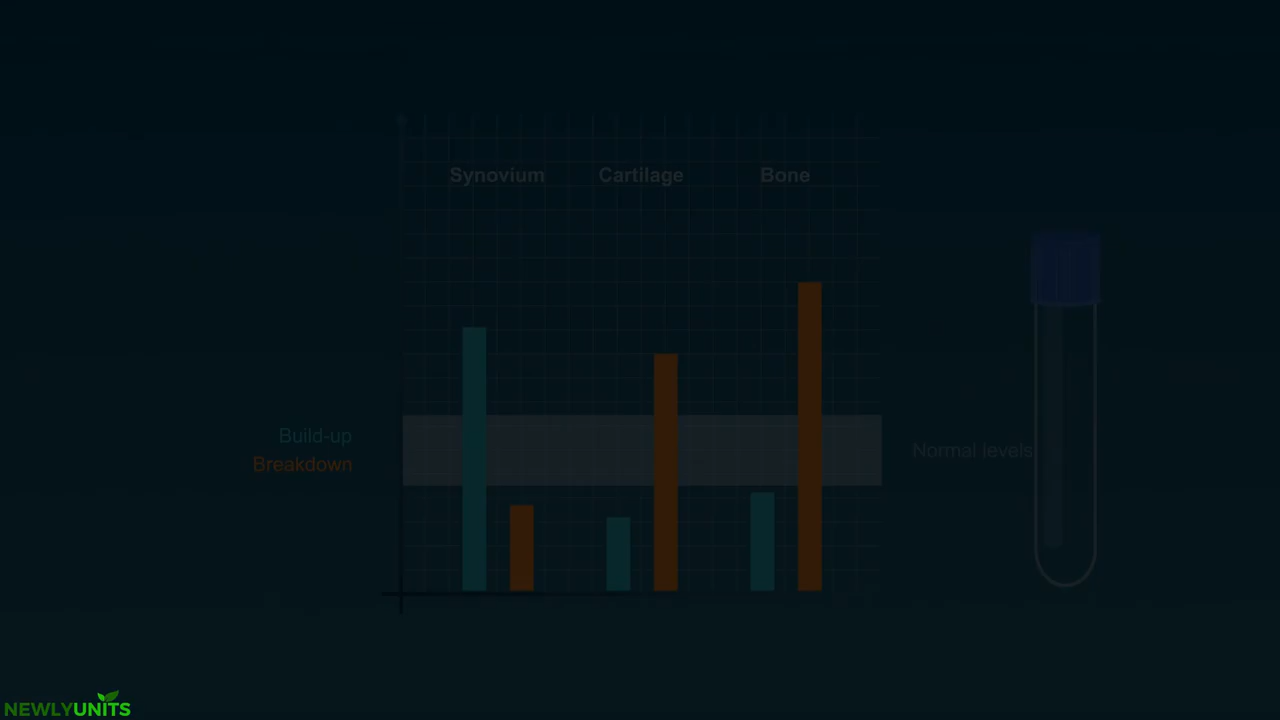 Synovium Cartilage Bone
Build-up
Breakdown
Normal levels
NEWLYUNITS